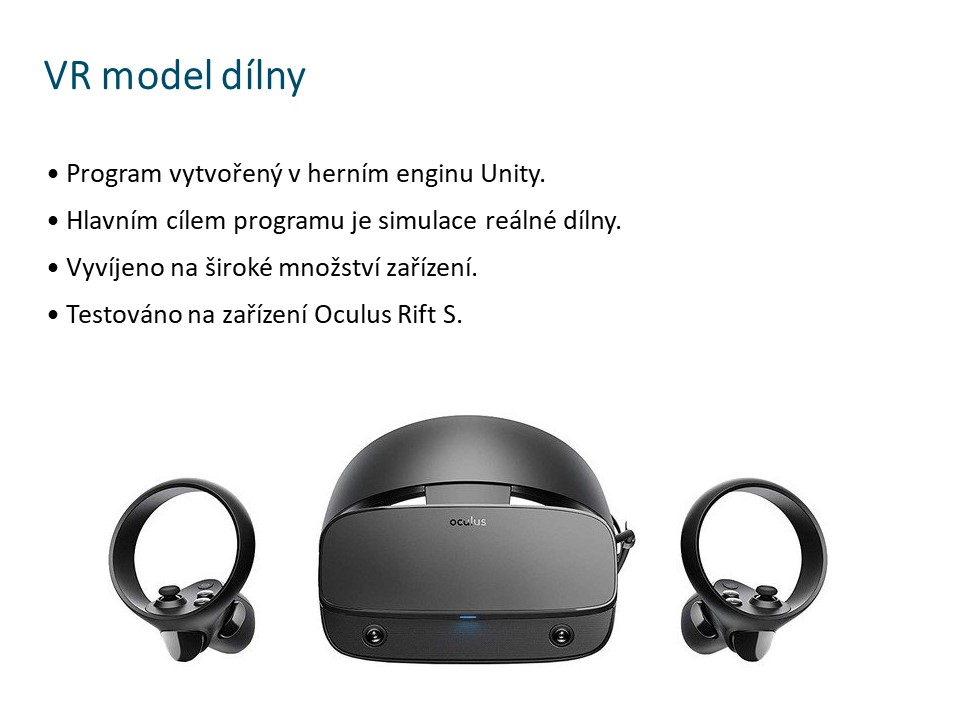 VR model dílny
• Program vytvořený v herním enginu Unity.
• Hlavním cílem programu je simulace reálné dílny.
• Vyvíjeno na široké množství zařízení.
• Testováno na zařízení Oculus Rift S.
oculus